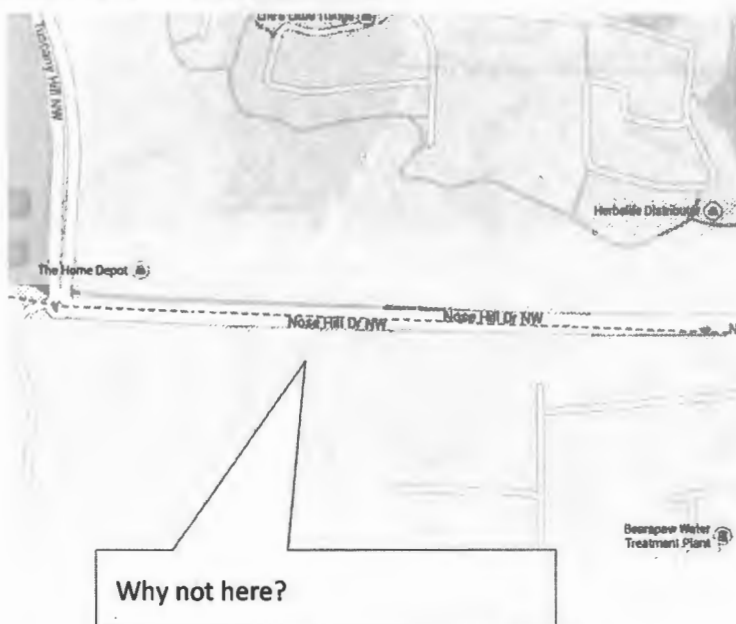 Tuscany Hill NW
Herbalife Distributor
The Home Depot
Nose Hill Dr NW
Nose Hill Dr NW
N
Bearspaw Water
Treatment Plant
Why not here?